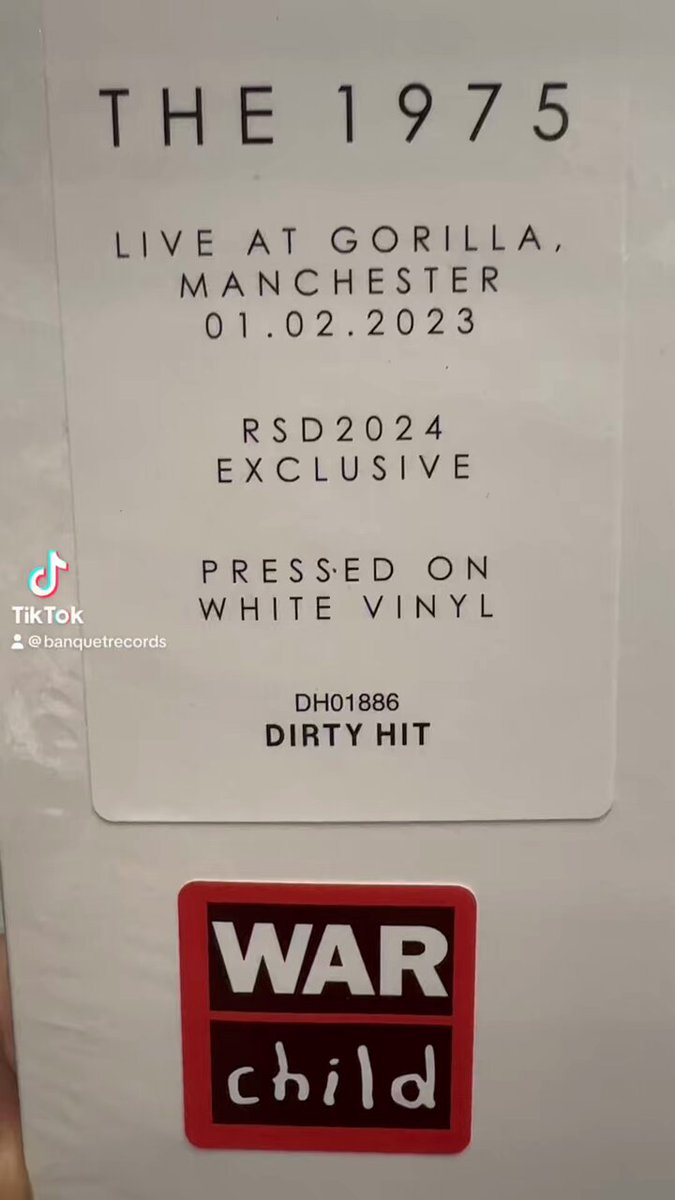 THE 1975
LIVE AT GORILLA,
MANCHESTER
01.02.2023
RSD2024
EXCLUSIVE
PRESSED ON
WHITE VINYL
DH01886
DIRTY HIT
TikTok
@banquetrecords
WAR
child